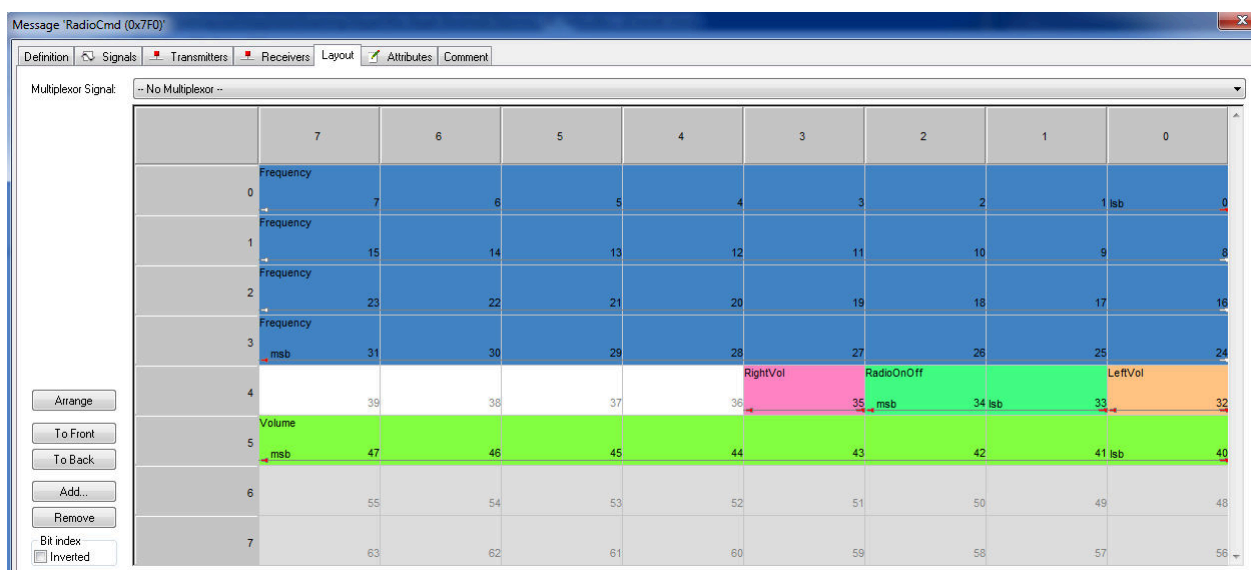 Message 'RadioCmd (0x7F0)'
Definition Signals Transmitters Receivers Layout Attributes Comment
Multiplexor Signal: -- No Multiplexor --
7 6 5 4 3 2 1 0
Frequency
0 7 6 5 4 3 2 1 lsb 0
Frequency
1 15 14 13 12 11 10 9 8
Frequency
2 23 22 21 20 19 18 17 16
Frequency
3 msb 31 30 29 28 27 26 25 24
RightVol RadioOnOff LeftVol
4 39 38 37 36 35 msb 34 lsb 33 32
Volume
5 msb 47 46 45 44 43 42 41 lsb 40
6 55 54 53 52 51 50 49 48
7 63 62 61 60 59 58 57 56
Arrange
To Front
To Back
Add...
Remove
Bit index
Inverted